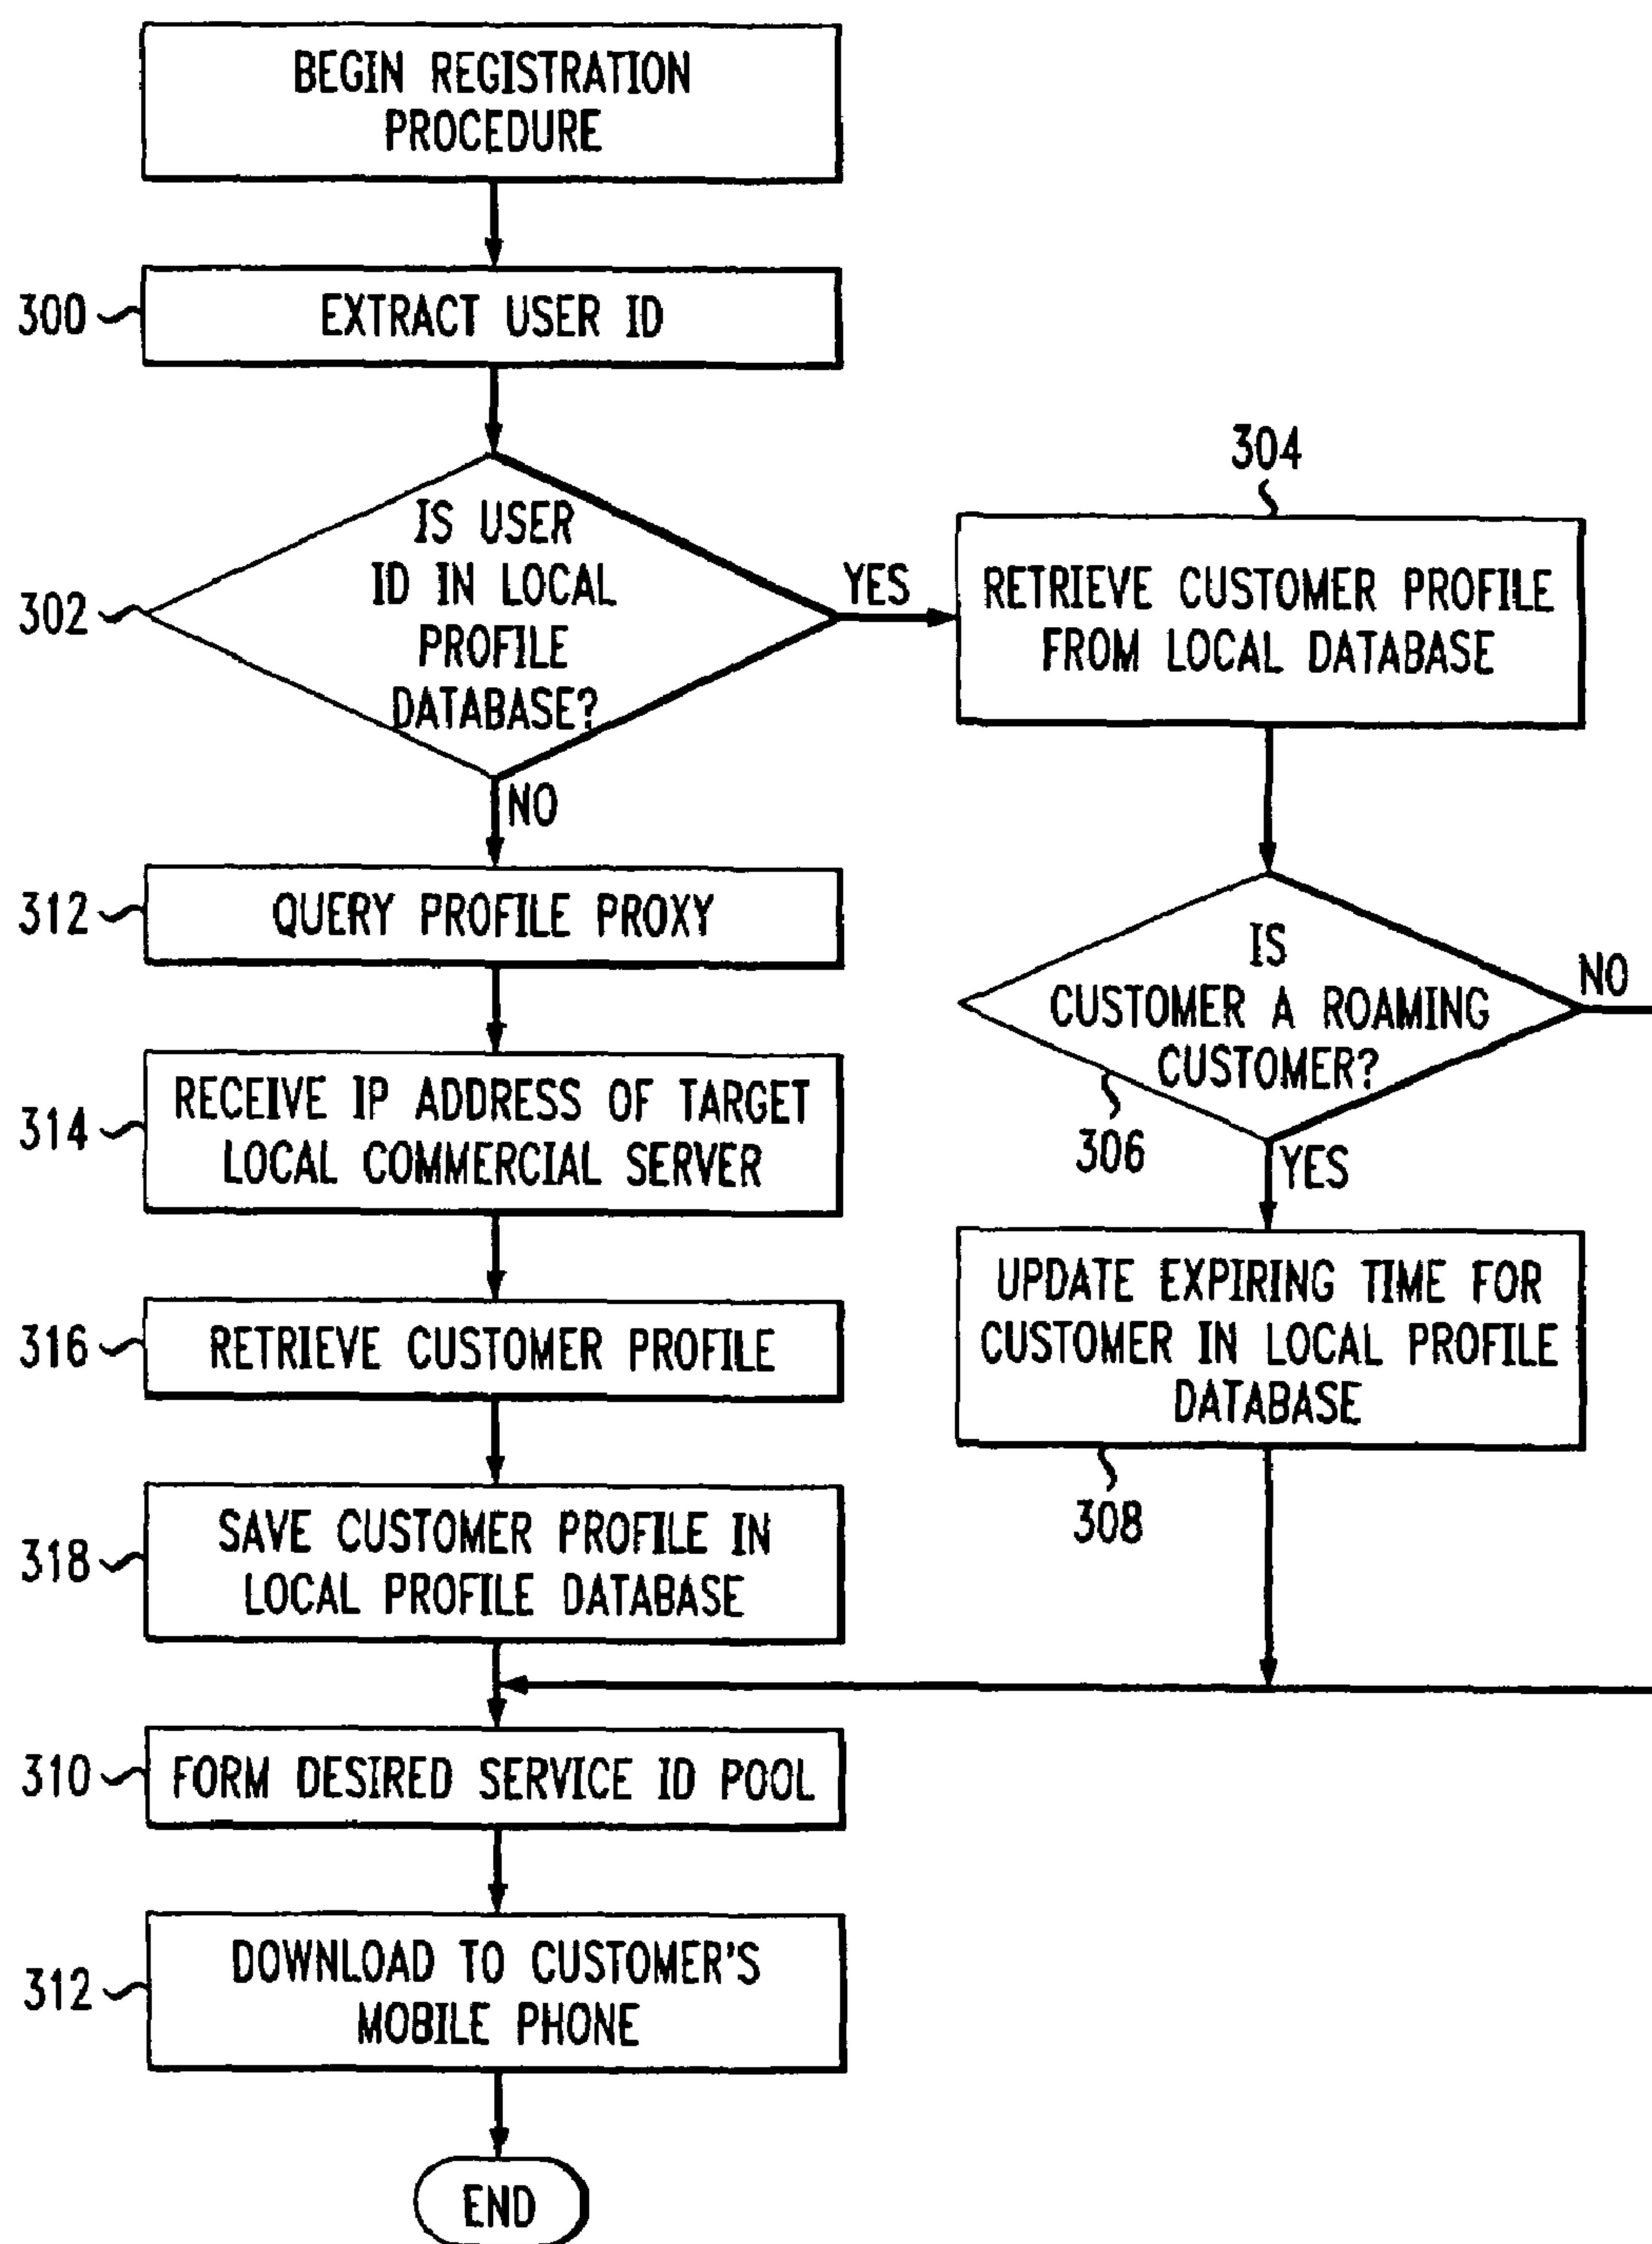 BEGIN REGISTRATION
PROCEDURE
300
EXTRACT USER ID
302
IS USER
ID IN LOCAL
PROFILE
DATABASE?
YES
NO
304
RETRIEVE CUSTOMER PROFILE
FROM LOCAL DATABASE
IS
CUSTOMER A ROAMING
CUSTOMER?
306
NO
YES
UPDATE EXPIRING TIME FOR
CUSTOMER IN LOCAL PROFILE
DATABASE
308
312
QUERY PROFILE PROXY
314
RECEIVE IP ADDRESS OF TARGET
LOCAL COMMERCIAL SERVER
316
RETRIEVE CUSTOMER PROFILE
318
SAVE CUSTOMER PROFILE IN
LOCAL PROFILE DATABASE
310
FORM DESIRED SERVICE ID POOL
312
DOWNLOAD TO CUSTOMER'S
MOBILE PHONE
END